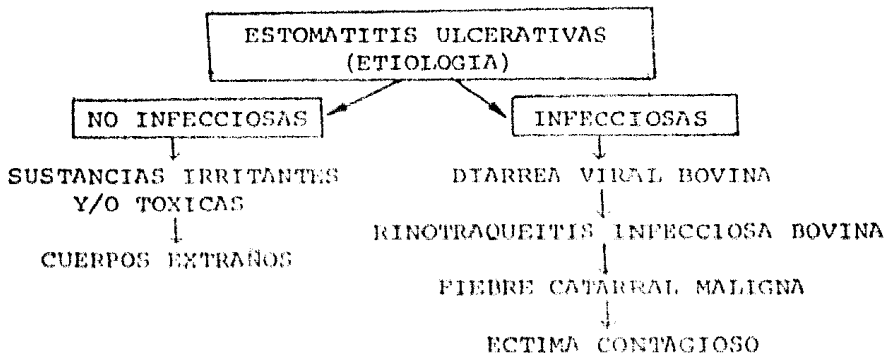 ESTOMATITIS ULCERATIVAS
(ETIOLOGIA)
NO INFECCIOSAS
SUSTANCIAS IRRITANTES
Y/O TOXICAS
CUERPOS EXTRAÑOS
INFECCIOSAS
DIARREA VIRAL BOVINA
RINOTRAQUEITIS INFECCIOSA BOVINA
FIEBRE CATARRAL MALIGNA
ECTIMA CONTAGIOSO